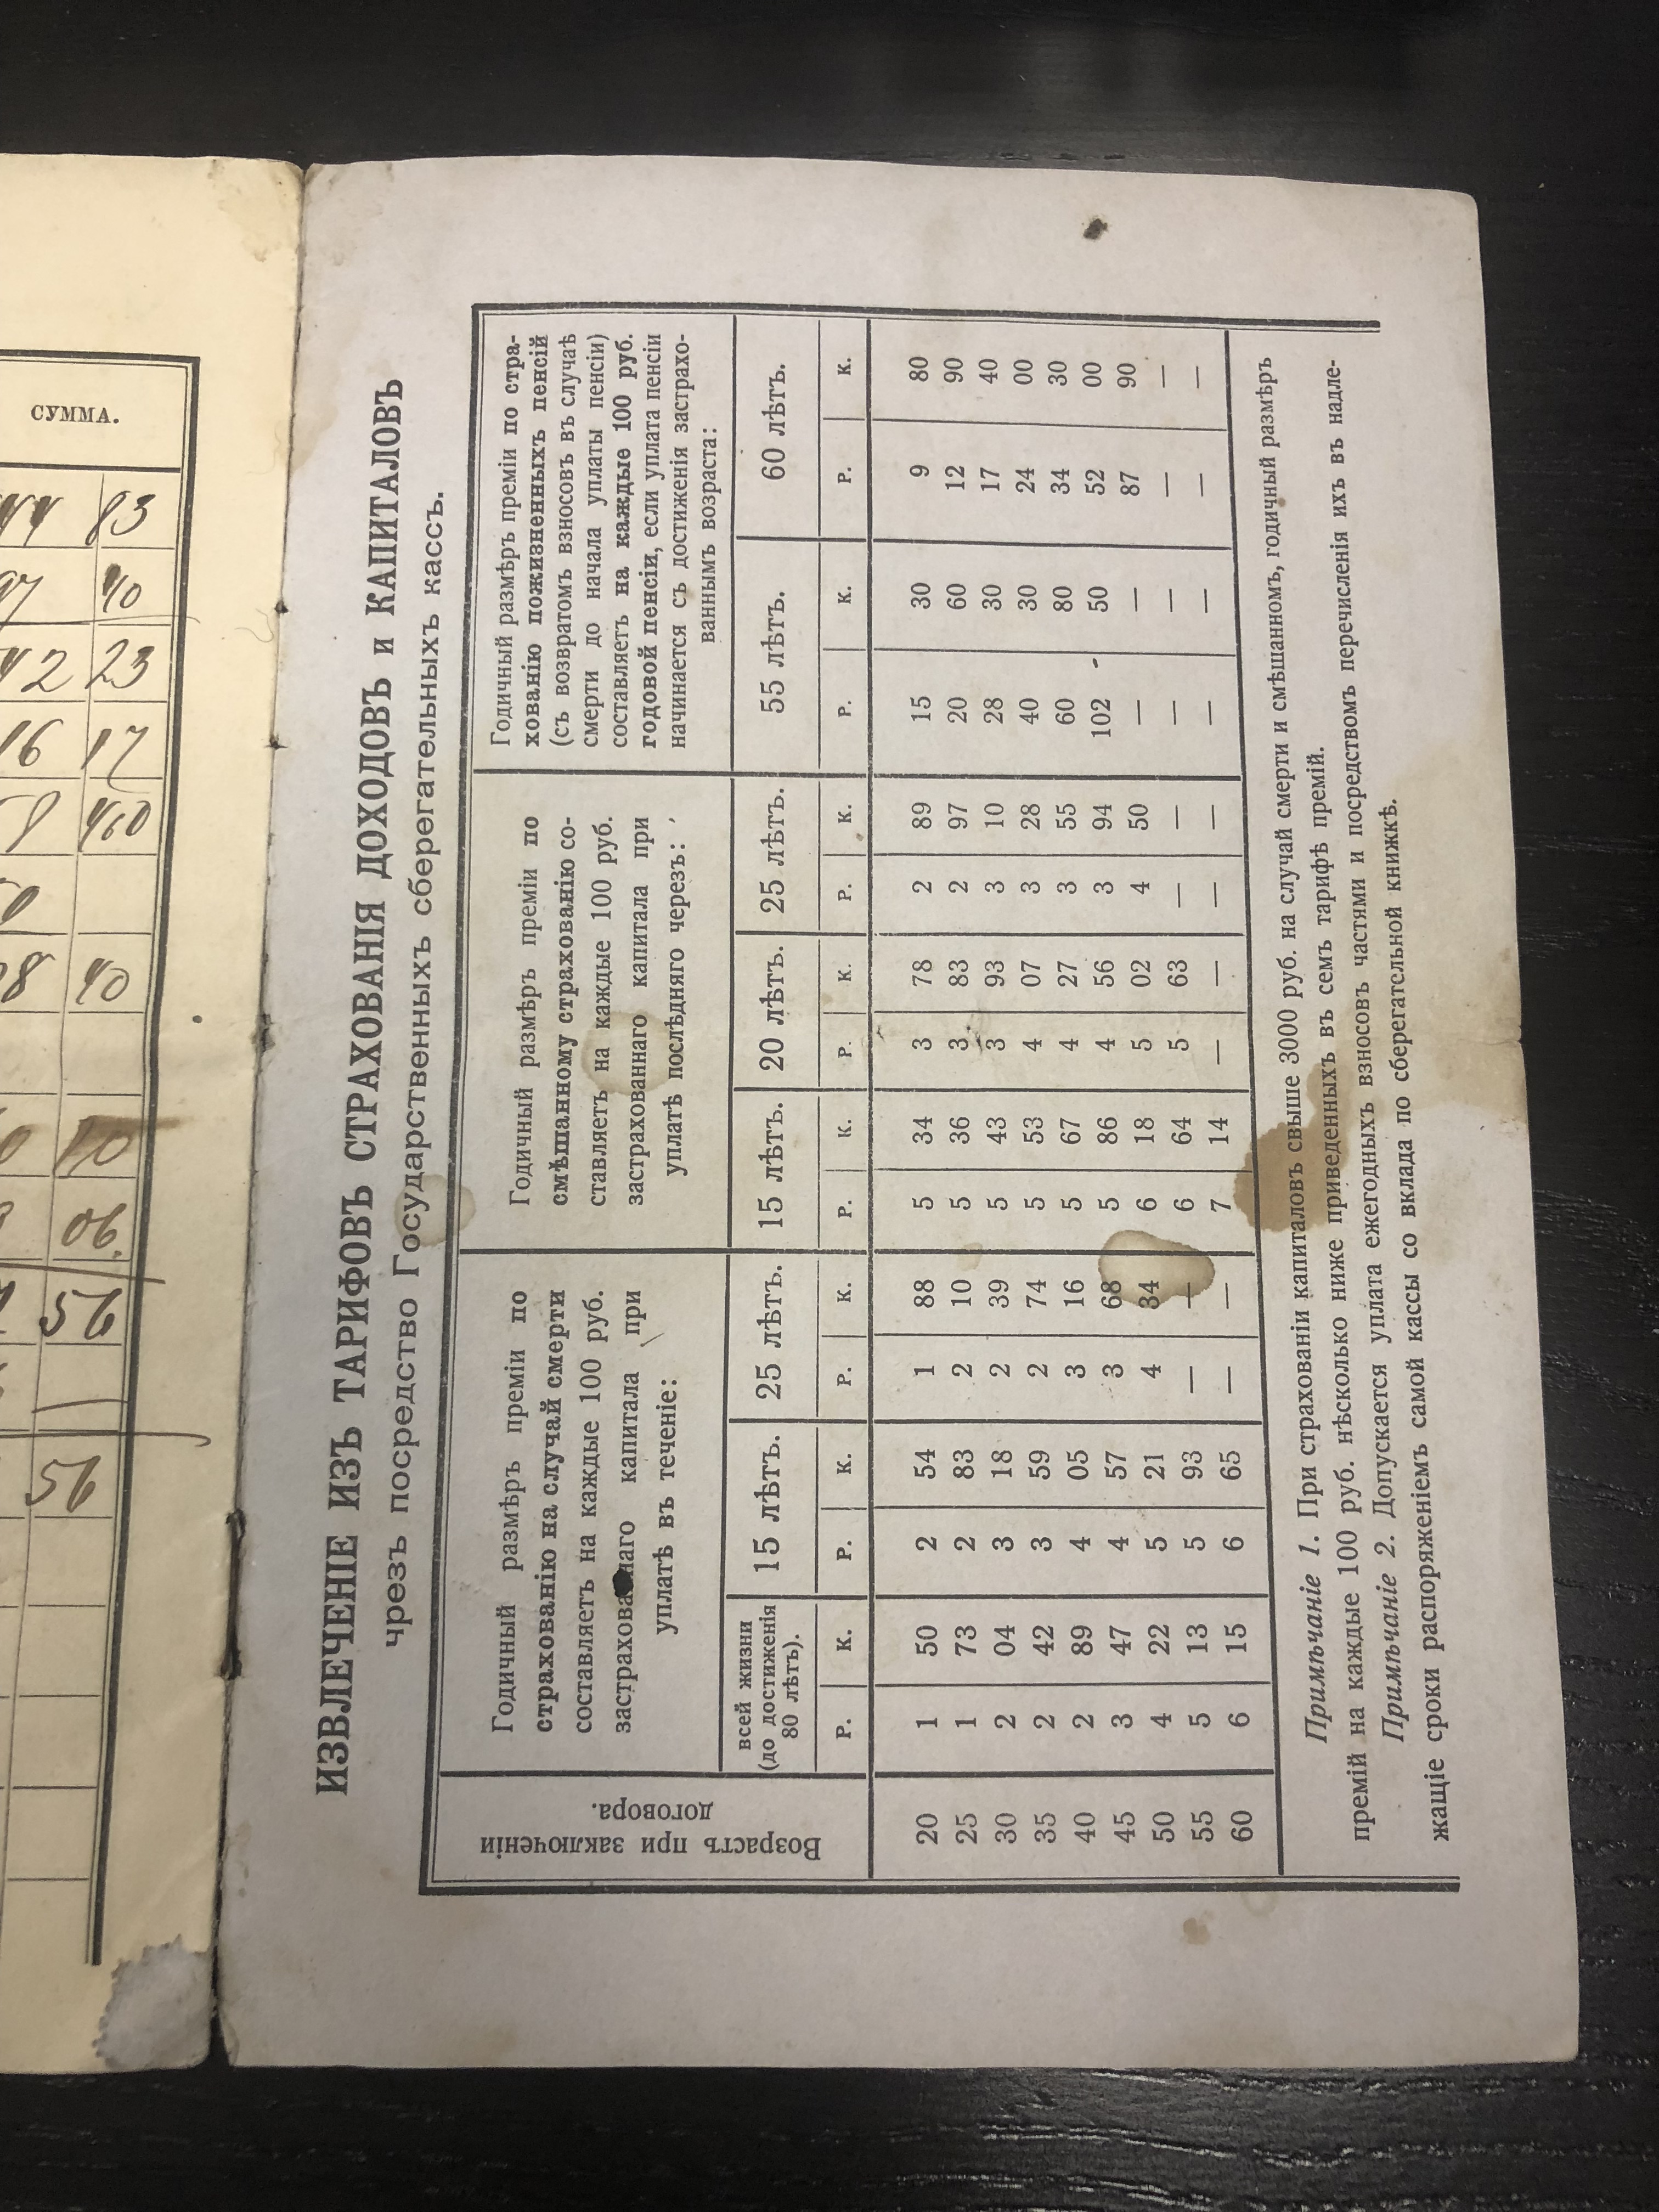 СУММА.
83
40
42 23
16 17
40
10
06.
56
56
ИЗВЛЕЧЕНІЕ ИЗЪ ТАРИФОВЪ СТРАХОВАНІЯ ДОХОДОВЪ и КАПИТАЛОВЪ
чрезъ посредство Государственныхъ сберегательныхъ кассъ.
Возрастъ при заключеніи
договора.
Годичный размѣръ преміи по
страхованію на случай смерти
составляетъ на каждые 100 руб.
застрахованнаго капитала при
уплатѣ въ теченіе:
Годичный размѣръ преміи по
смѣшанному страхованію со-
ставляетъ на каждые 100 руб.
застрахованнаго капитала при
уплатѣ послѣдняго черезъ:
Годичный размѣръ преміи по стра-
хованію пожизненныхъ пенсій
(съ возвратомъ взносовъ въ случаѣ
смерти до начала уплаты пенсіи)
составляетъ на каждые 100 руб.
годовой пенсіи, если уплата пенсіи
начинается съ достиженія застрахо-
ваннымъ возраста:
всей жизни
(до достиженія
80 лѣтъ).
15 лѣтъ. 25 лѣтъ. 15 лѣтъ. 20 лѣтъ. 25 лѣтъ. 55 лѣтъ. 60 лѣтъ.
Р. К. Р. К. Р. К. Р. К. Р. К. Р. К. Р. К. Р. К.
20 1 50 2 54 1 88 5 34 3 78 2 89 15 30 9 80
25 1 73 2 83 2 10 5 36 3 83 2 97 20 60 12 90
30 2 04 3 18 2 39 5 43 3 93 3 10 28 30 17 40
35 2 42 3 59 2 74 5 53 4 07 3 28 40 30 24 00
40 2 89 4 05 3 16 5 67 4 27 3 55 60 80 34 30
45 3 47 4 57 3 68 5 86 4 56 3 94 102 50 52 00
50 4 22 5 21 4 34 6 18 5 02 4 50 — — 87 90
55 5 13 5 93 — — 6 64 5 63 — — — — — —
60 6 15 6 65 — — 7 14 — — — — — — — —
Примѣчаніе 1. При страхованіи капиталовъ свыше 3000 руб. на случай смерти и смѣшанномъ, годичный размѣръ
премій на каждые 100 руб. нѣсколько ниже приведенныхъ въ семъ тарифѣ премій.
Примѣчаніе 2. Допускается уплата ежегодныхъ взносовъ частями и посредствомъ перечисленія ихъ въ надле-
жащіе сроки распоряженіемъ самой кассы со вклада по сберегательной книжкѣ.